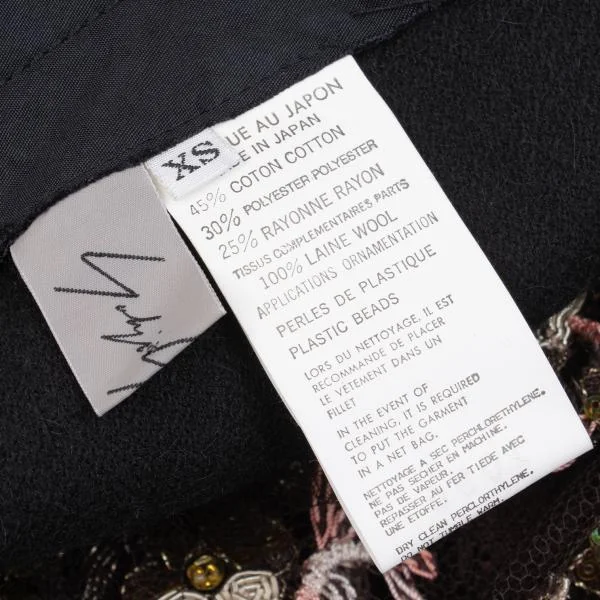 XS
UE AU JAPON
E IN JAPAN
45% COTON COTTON
30% POLYESTER POLYESTER
25% RAYONNE RAYON
TISSUS COMPLEMENTAIRES, PARTS
100% LAINE WOOL
APPLICATIONS ORNAMENTATION
PERLES DE PLASTIQUE
PLASTIC BEADS
LORS DU NETTOYAGE, IL EST
RECOMMANDE DE PLACER
LE VETEMENT DANS UN
FILLET
IN THE EVENT OF
CLEANING, IT IS REQUIRED
TO PUT THE GARMENT
IN A NET BAG.
NETTOYAGE A SEC PERCHLORETHYLENE.
NE PAS SECHER EN MACHINE.
PAS DE VAPEUR.
REPASSER AU FER TIEDE AVEC
UNE ETOFFE.
DRY CLEAN PERCLORTHYLENE.
DO NOT TUMBLE WARM.